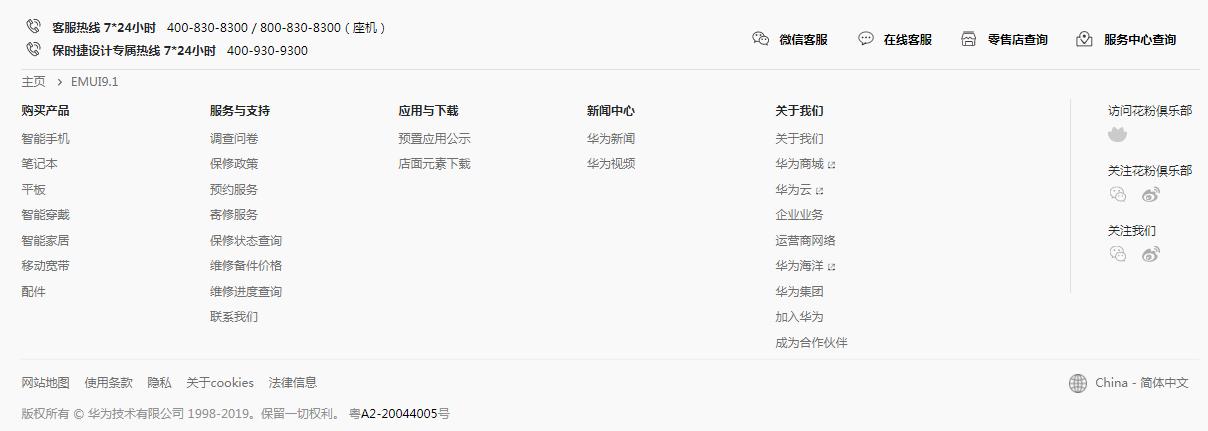 客服热线 7*24小时 400-830-8300 / 800-830-8300 ( 座机 )
保时捷设计专属热线 7*24小时 400-930-9300
微信客服 在线客服 零售店查询 服务中心查询
主页 > EMUI9.1
购买产品
智能手机
笔记本
平板
智能穿戴
智能家居
移动宽带
配件
服务与支持
调查问卷
保修政策
预约服务
寄修服务
保修状态查询
维修备件价格
维修进度查询
联系我们
应用与下载
预置应用公示
店面元素下载
新闻中心
华为新闻
华为视频
关于我们
关于我们
华为商城
华为云
企业业务
运营商网络
华为海洋
华为集团
加入华为
成为合作伙伴
访问花粉俱乐部
关注花粉俱乐部
关注我们
网站地图 使用条款 隐私 关于cookies 法律信息
China - 简体中文
版权所有 © 华为技术有限公司 1998-2019。保留一切权利。 粤A2-20044005号